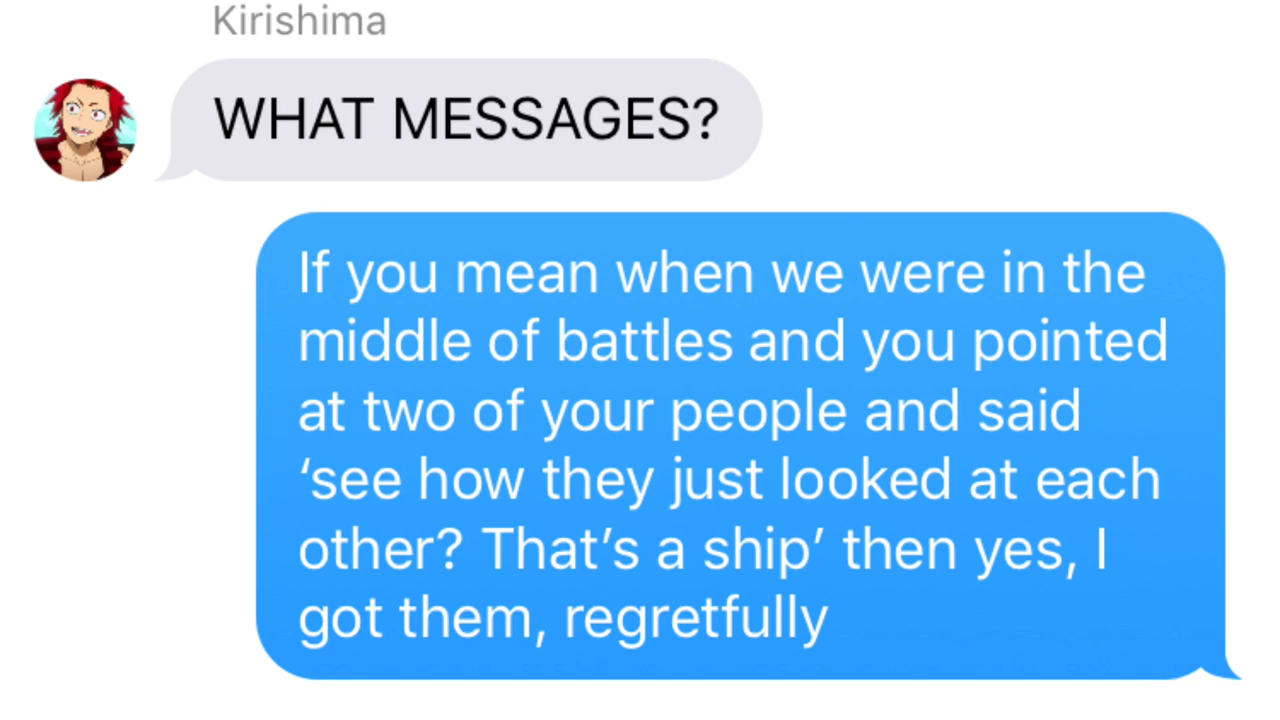 Kirishima
WHAT MESSAGES?
If you mean when we were in the
middle of battles and you pointed
at two of your people and said
‘see how they just looked at each
other? That’s a ship’ then yes, I
got them, regretfully